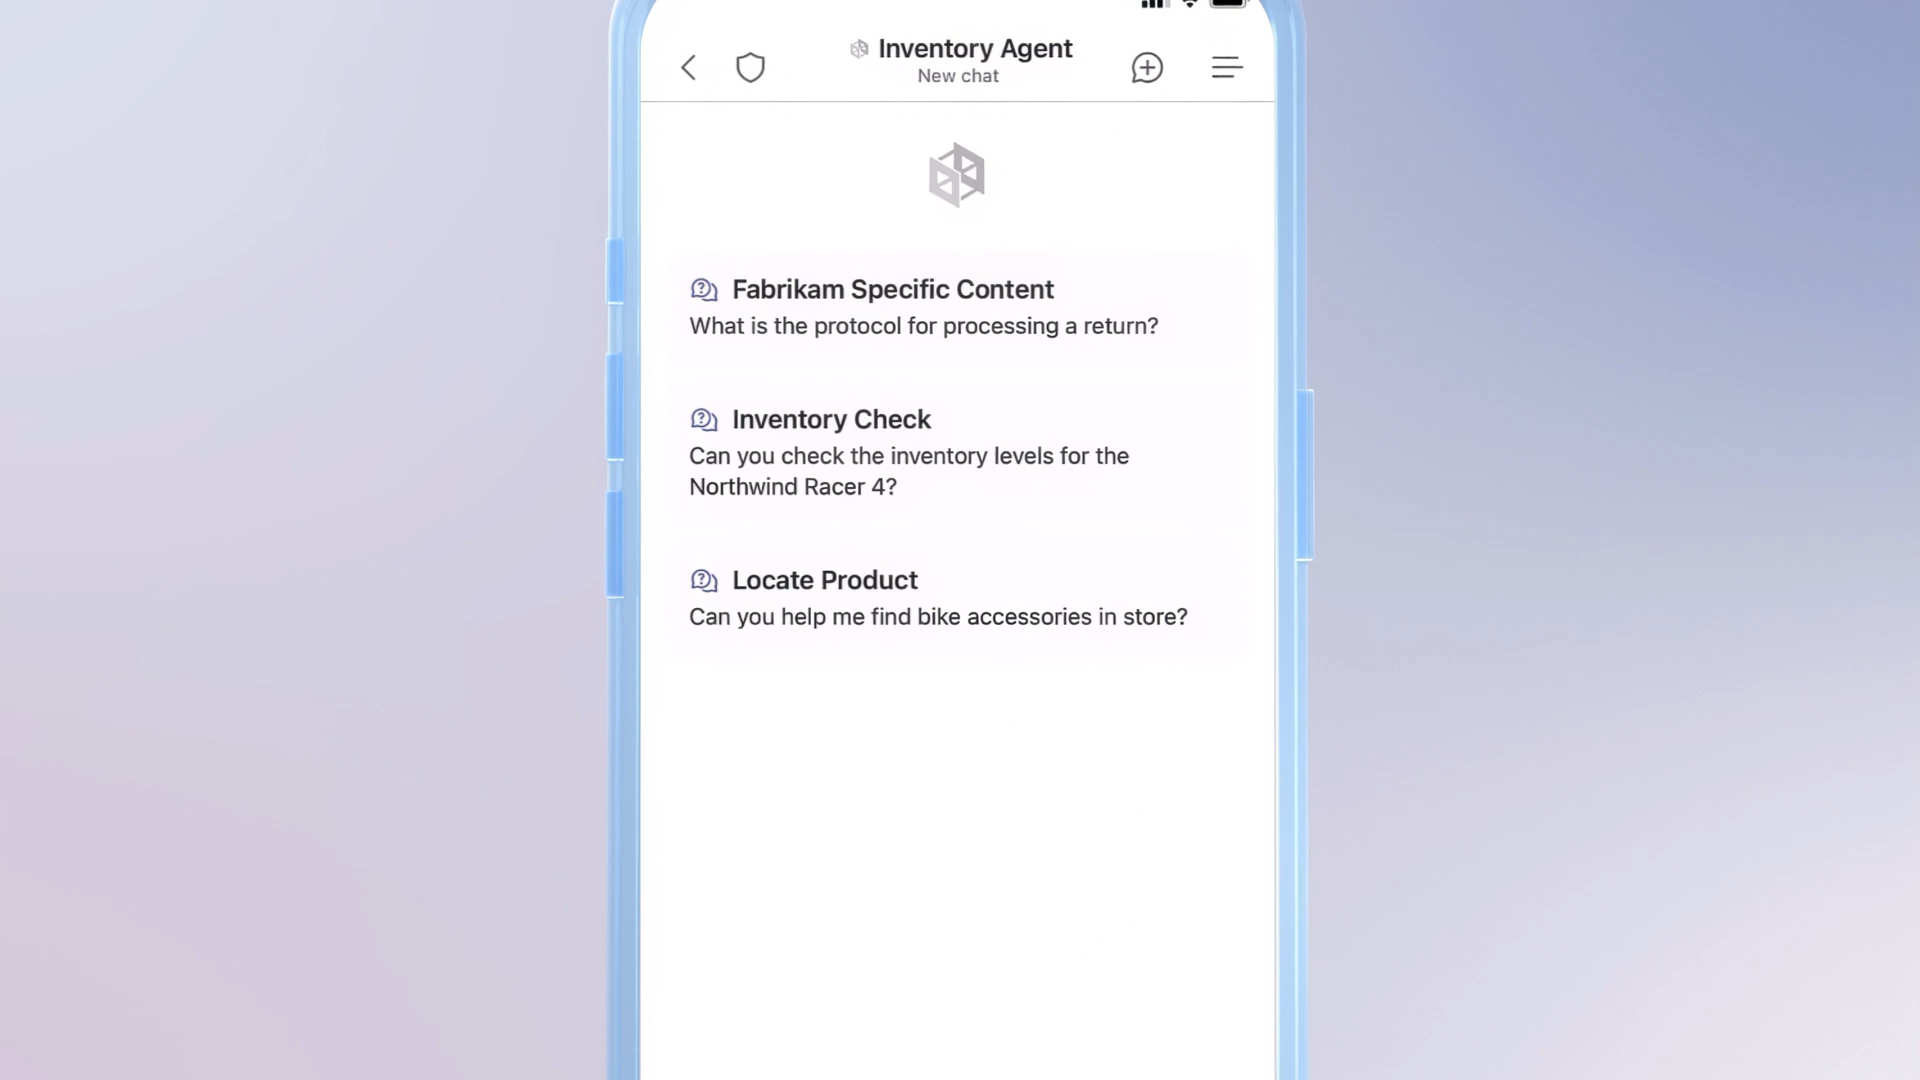 Inventory Agent
New chat
Fabrikam Specific Content
What is the protocol for processing a return?
Inventory Check
Can you check the inventory levels for the
Northwind Racer 4?
Locate Product
Can you help me find bike accessories in store?